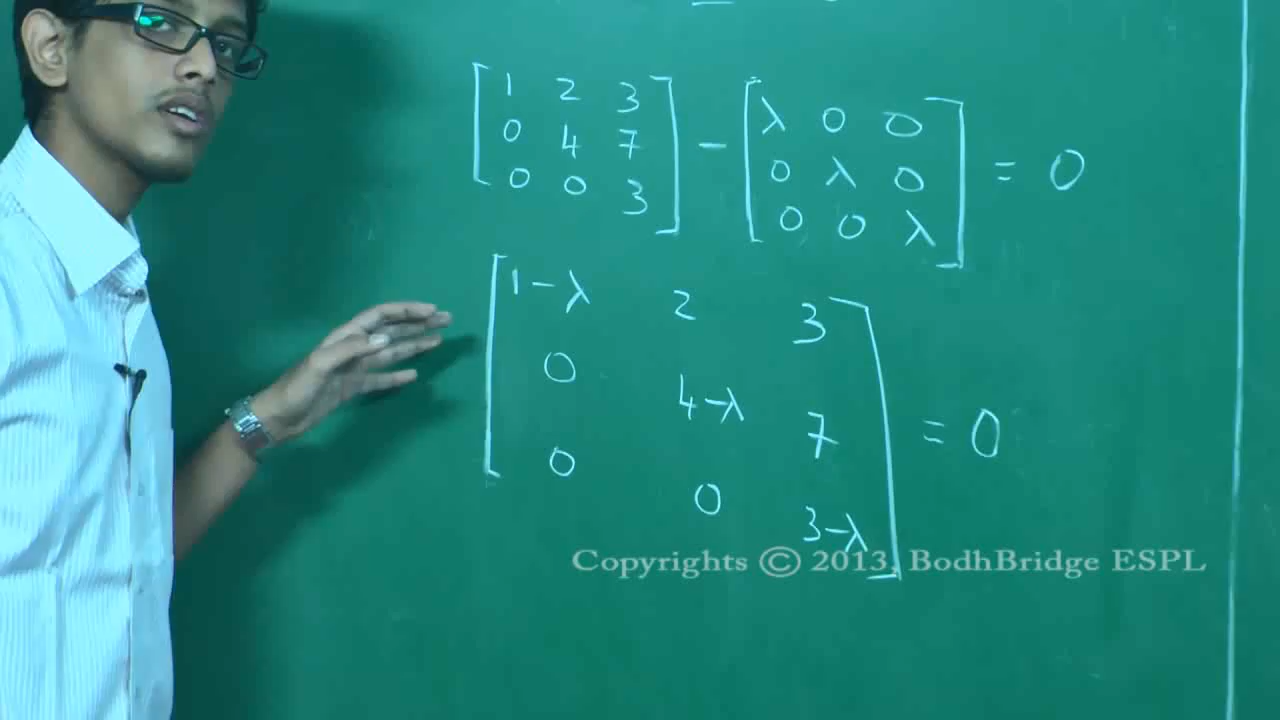 1 2 3
0 4 7
0 0 3
−
λ 0 0
0 λ 0
0 0 λ
= 0
1−λ 2 3
0 4−λ 7
0 0 3−λ
= 0
Copyrights © 2013, BodhBridge ESPL